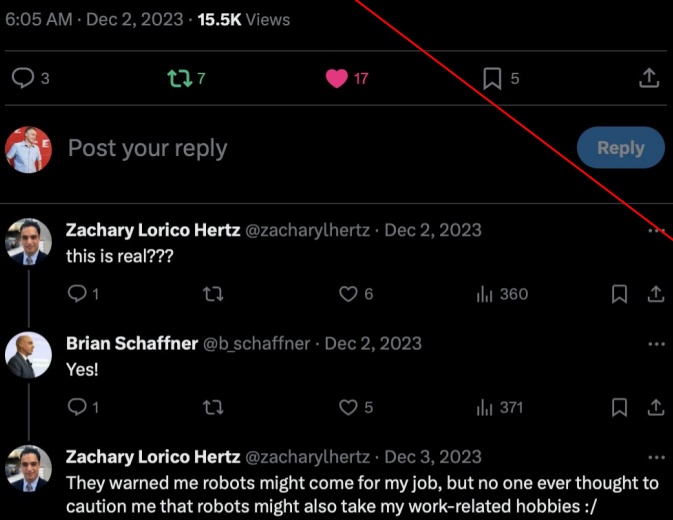 6:05 AM · Dec 2, 2023 · 15.5K Views
3 7 17 5
Post your reply
Reply
Zachary Lorico Hertz @zacharylhertz · Dec 2, 2023
this is real???
1 6 360
Brian Schaffner @b_schaffner · Dec 2, 2023
Yes!
1 5 371
Zachary Lorico Hertz @zacharylhertz · Dec 3, 2023
They warned me robots might come for my job, but no one ever thought to
caution me that robots might also take my work-related hobbies :/